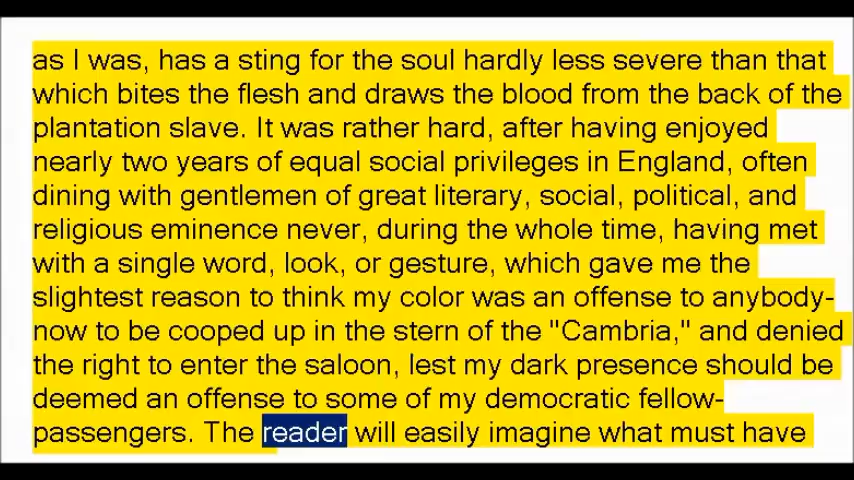 as I was, has a sting for the soul hardly less severe than that
which bites the flesh and draws the blood from the back of the
plantation slave. It was rather hard, after having enjoyed
nearly two years of equal social privileges in England, often
dining with gentlemen of great literary, social, political, and
religious eminence never, during the whole time, having met
with a single word, look, or gesture, which gave me the
slightest reason to think my color was an offense to anybody-
now to be cooped up in the stern of the "Cambria," and denied
the right to enter the saloon, lest my dark presence should be
deemed an offense to some of my democratic fellow-
passengers. The reader will easily imagine what must have